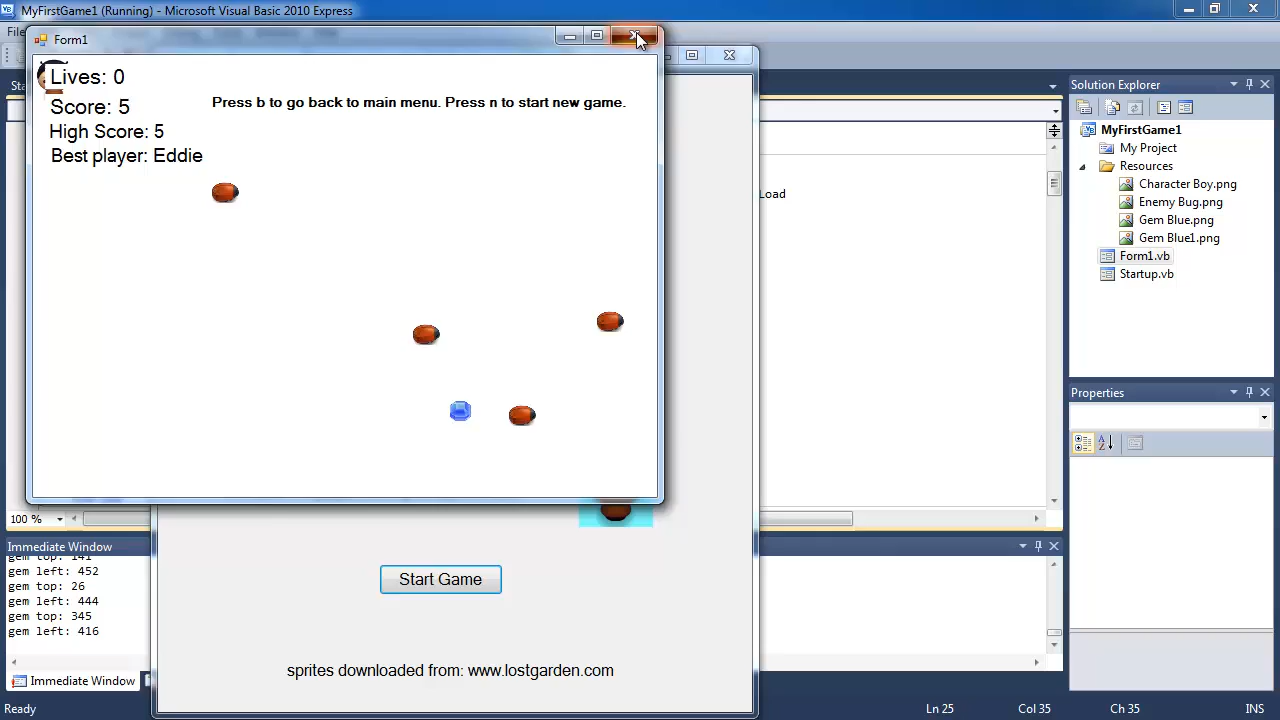 MyFirstGame1 (Running) - Microsoft Visual Basic 2010 Express
Form1
Lives: 0
Score: 5
Press b to go back to main menu. Press n to start new game.
High Score: 5
Best player: Eddie
Load
100 %
Immediate Window
gem top: 141
gem left: 452
gem top: 26
gem left: 444
gem top: 345
gem left: 416
Immediate Window
Start Game
sprites downloaded from: www.lostgarden.com
Solution Explorer
MyFirstGame1
My Project
Resources
Character Boy.png
Enemy Bug.png
Gem Blue.png
Gem Blue1.png
Form1.vb
Startup.vb
Properties
Ready
Ln 25
Col 35
Ch 35
INS